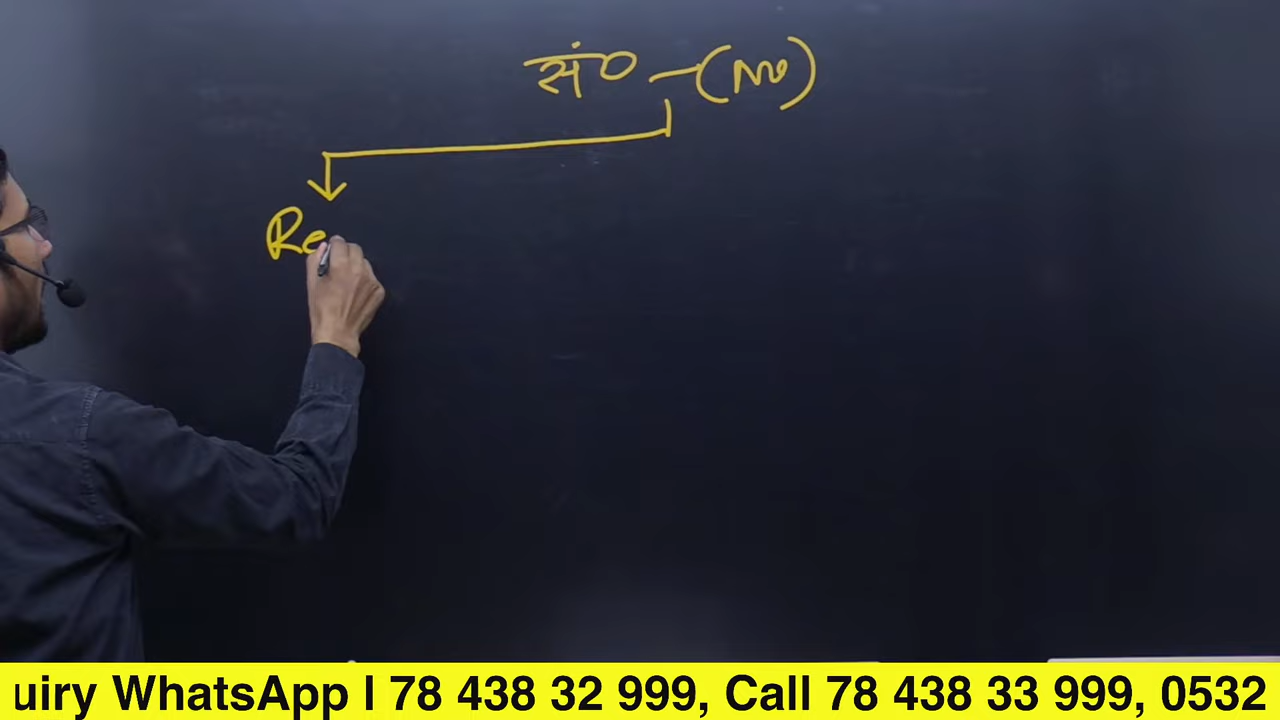 सं० - (No)
Re
uiry WhatsApp l 78 438 32 999, Call 78 438 33 999, 0532